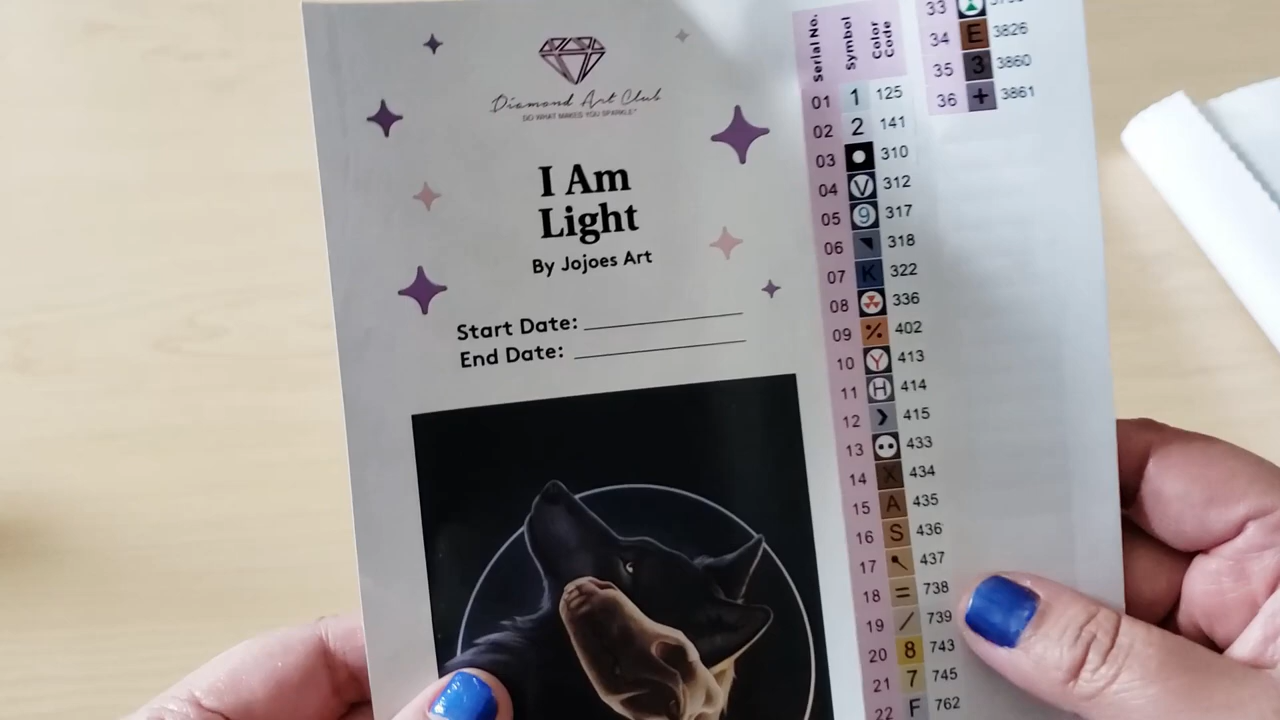 Diamond Art Club
DO WHAT MAKES YOU SPARKLE®
I Am
Light
By Jojoes Art
Start Date:
End Date:
Serial No. Symbol Color Code
01 1 125
02 2 141
03 310
04 V 312
05 9 317
06 318
07 K 322
08 336
09 ٪ 402
10 Y 413
11 H 414
12 415
13 433
14 X 434
15 A 435
16 S 436
17 437
18 = 738
19 / 739
20 8 743
21 7 745
22 F 762
33
34 E 3826
35 3 3860
36 + 3861